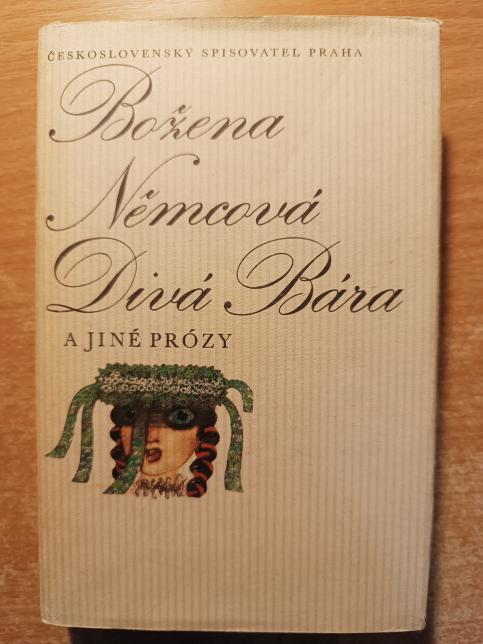 ČESKOSLOVENSKÝ SPISOVATEL PRAHA
Božena
Němcová
Divá Bára
A JINÉ PRÓZY